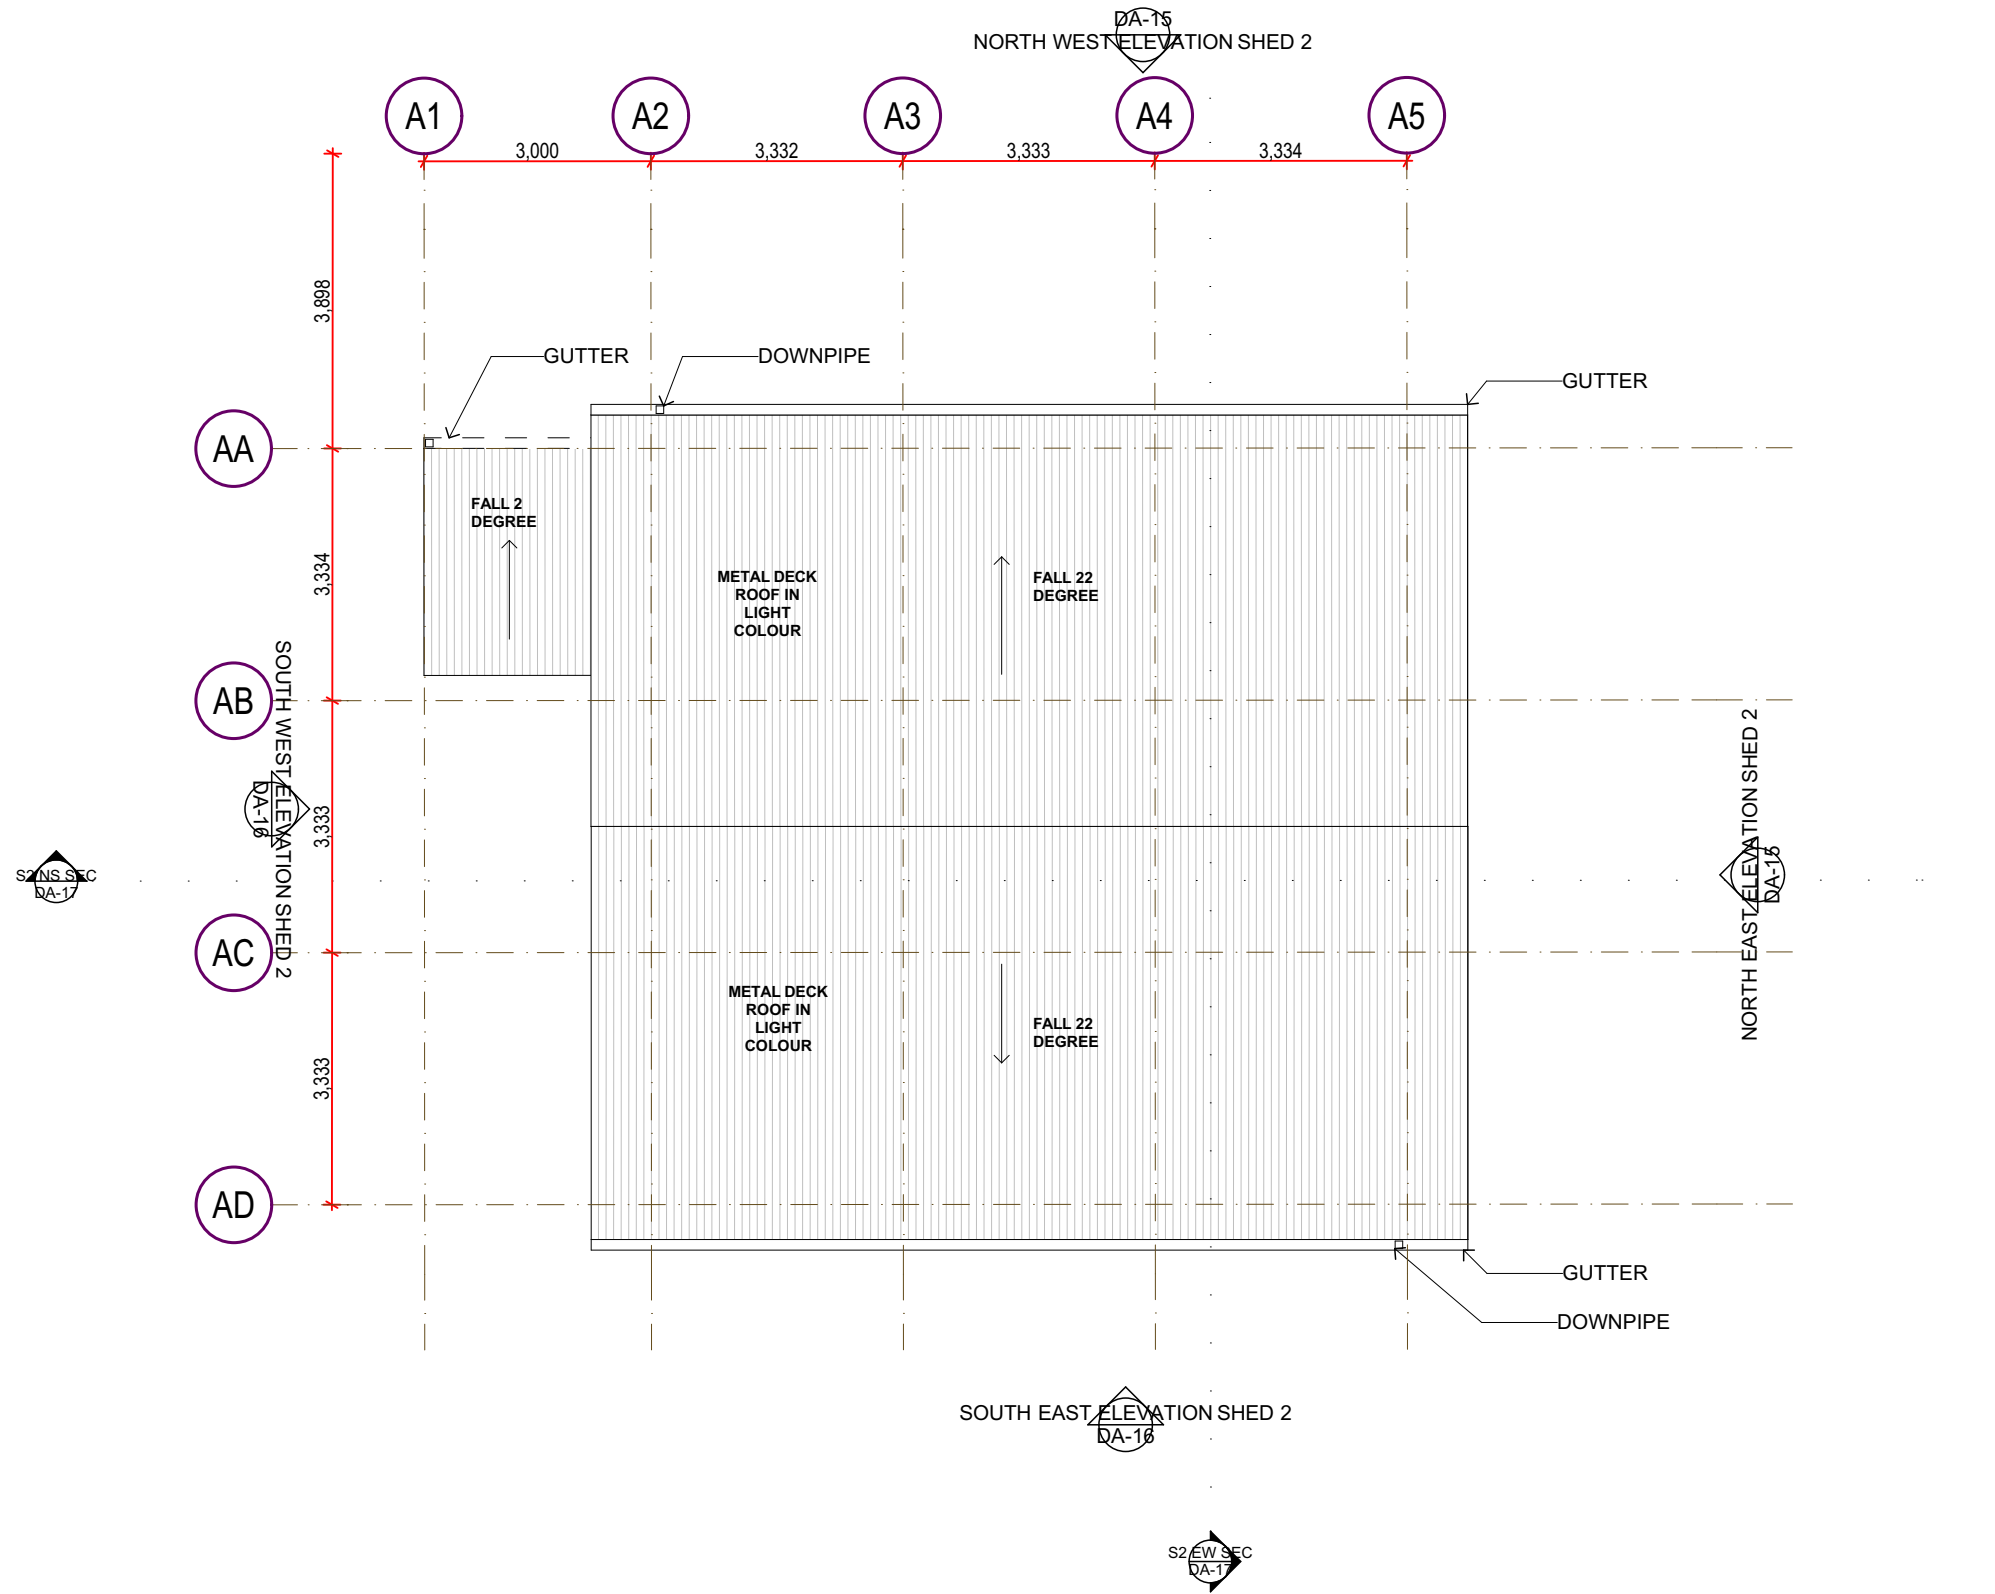 DA-15
NORTH WEST ELEVATION SHED 2
A1
A2
A3
A4
A5
3,000
3,332
3,333
3,334
3,898
GUTTER
DOWNPIPE
GUTTER
AA
FALL 2
DEGREE
3,334
METAL DECK
ROOF IN
LIGHT
COLOUR
FALL 22
DEGREE
AB
SOUTH WEST ELEVATION SHED 2
DA-16
3,333
NORTH EAST ELEVATION SHED 2
DA-15
S2 NS SEC
DA-17
AC
METAL DECK
ROOF IN
LIGHT
COLOUR
FALL 22
DEGREE
3,333
AD
GUTTER
DOWNPIPE
SOUTH EAST ELEVATION SHED 2
DA-16
S2 EW SEC
DA-17